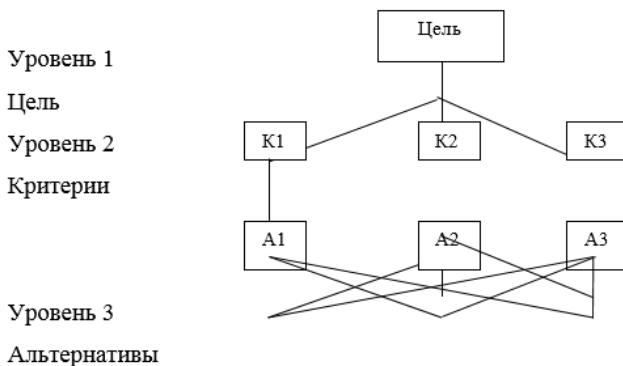 Цель
Уровень 1
Цель
Уровень 2
К1 К2 К3
Критерии
А1 А2 А3
Уровень 3
Альтернативы